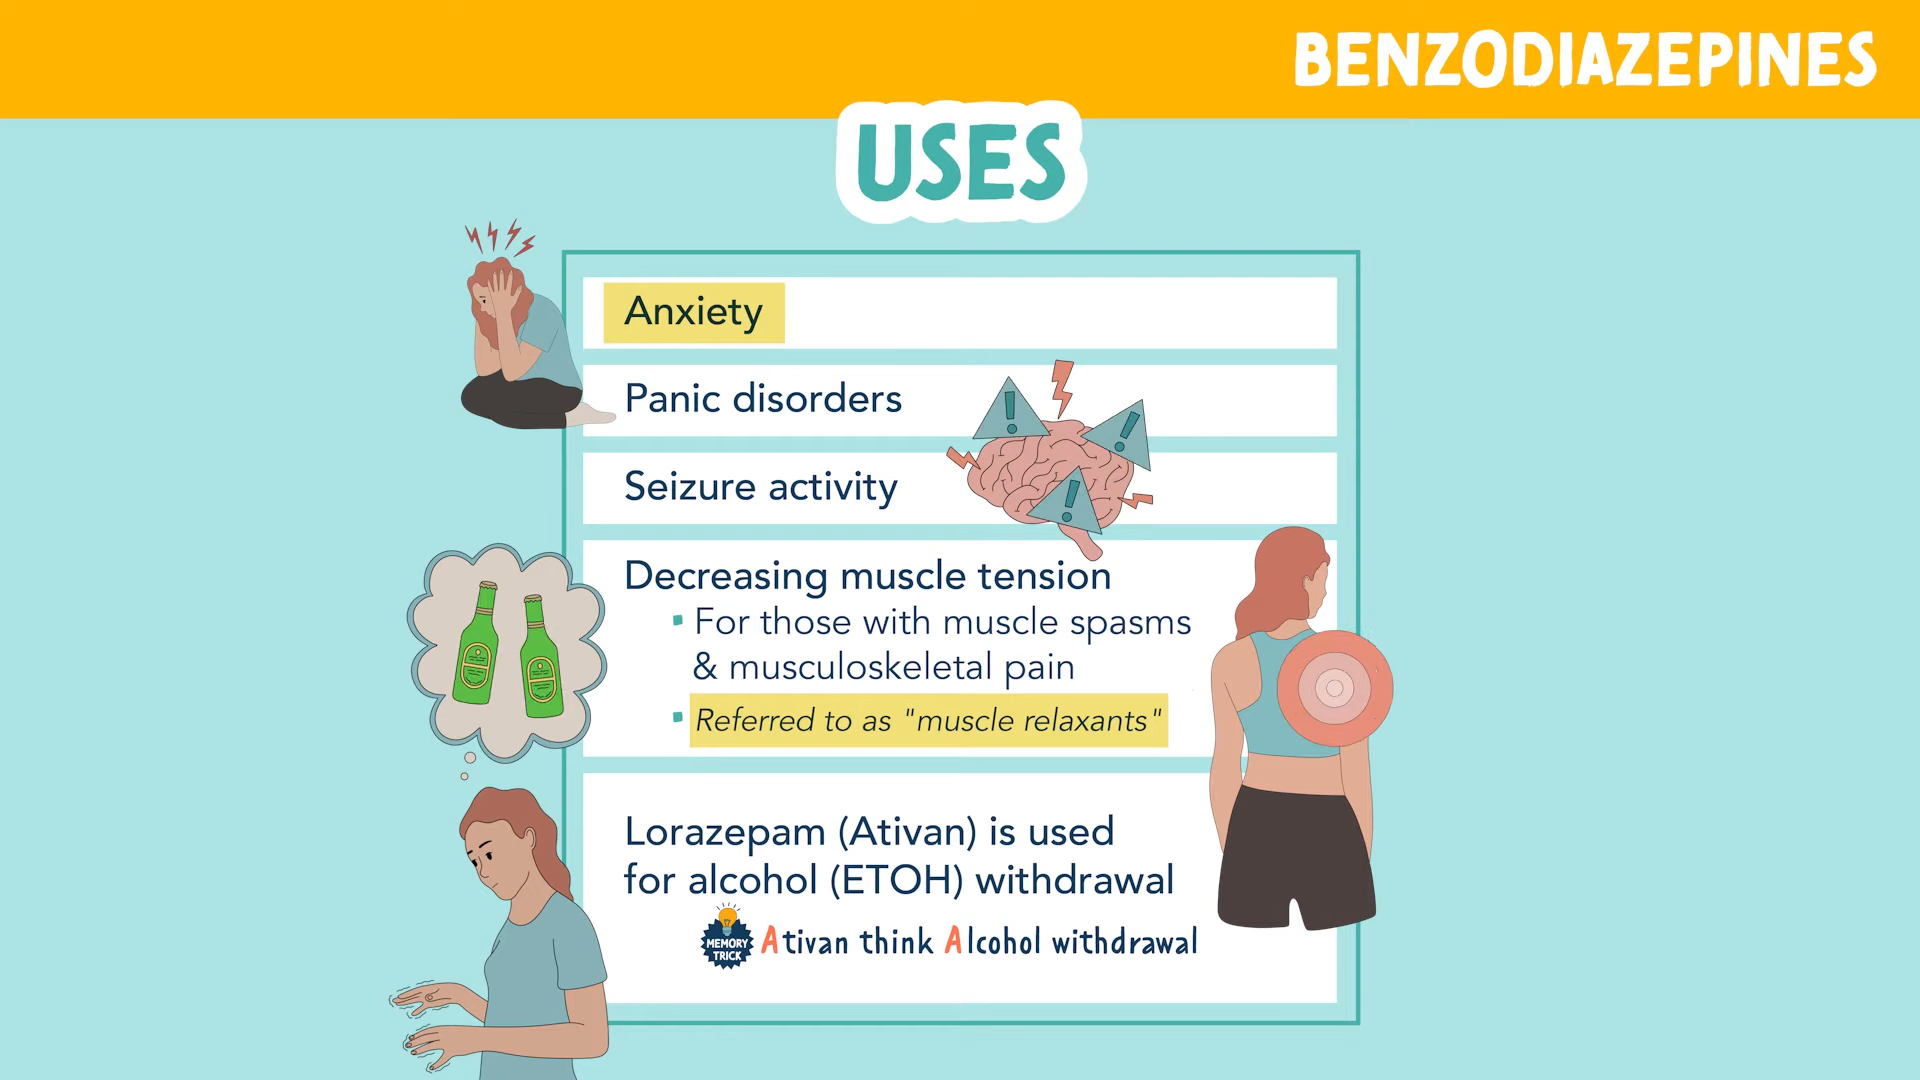 BENZODIAZEPINES
USES
Anxiety
Panic disorders
Seizure activity
Decreasing muscle tension
▪ For those with muscle spasms
& musculoskeletal pain
▪ Referred to as "muscle relaxants"
Lorazepam (Ativan) is used
for alcohol (ETOH) withdrawal
MEMORY
TRICK
Ativan think Alcohol withdrawal